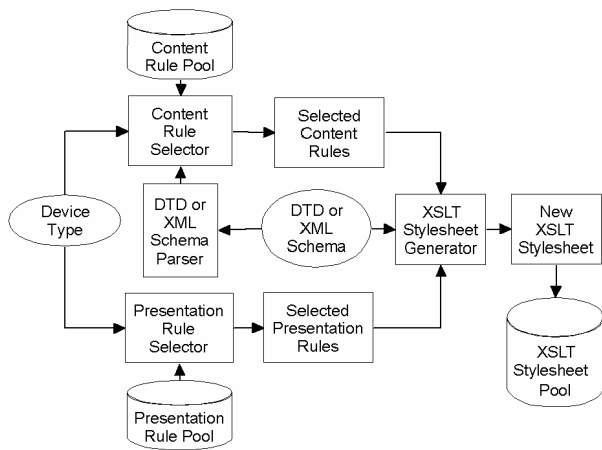 Content
Rule Pool
Content
Rule
Selector
Selected
Content
Rules
Device
Type
DTD or
XML
Schema
Parser
DTD or
XML
Schema
XSLT
Stylesheet
Generator
New
XSLT
Stylesheet
Presentation
Rule
Selector
Selected
Presentation
Rules
XSLT
Stylesheet
Pool
Presentation
Rule Pool